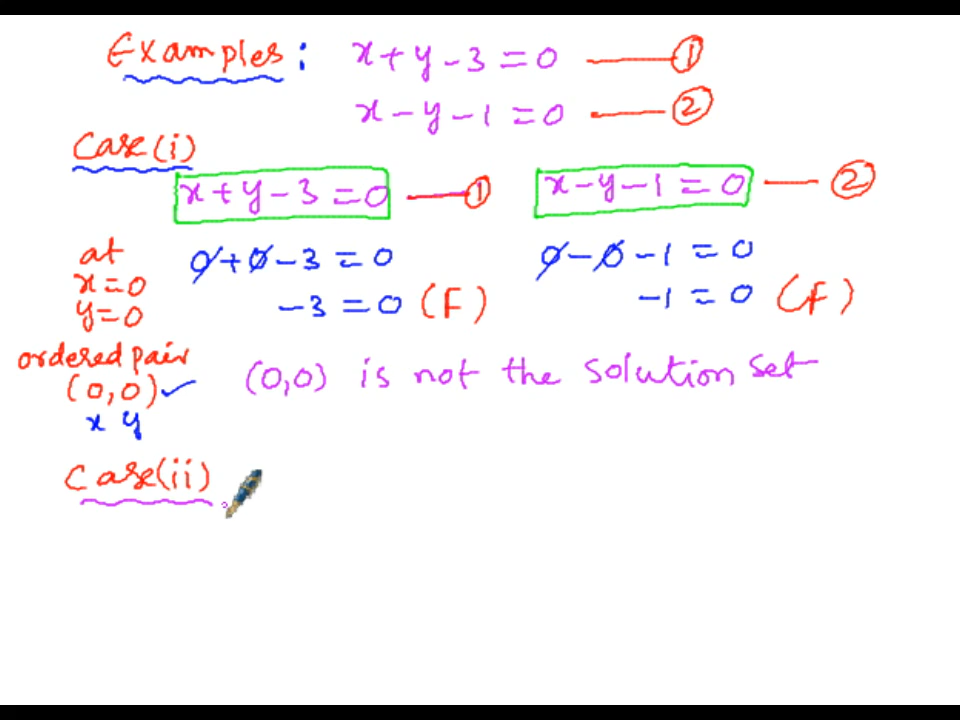 Examples: x + y - 3 = 0 —— ①
x - y - 1 = 0 —— ②
Case(i)
x + y - 3 = 0 —— ① x - y - 1 = 0 —— ②
at
x = 0
y = 0
0 + 0 - 3 = 0
-3 = 0 (F)
0 - 0 - 1 = 0
-1 = 0 (F)
ordered pair
(0,0) ✓
x y
(0,0) is not the solution set
Case(ii)